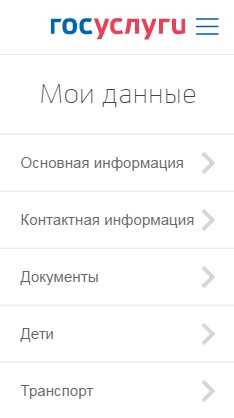 госуслуги
Мои данные
Основная информация
Контактная информация
Документы
Дети
Транспорт